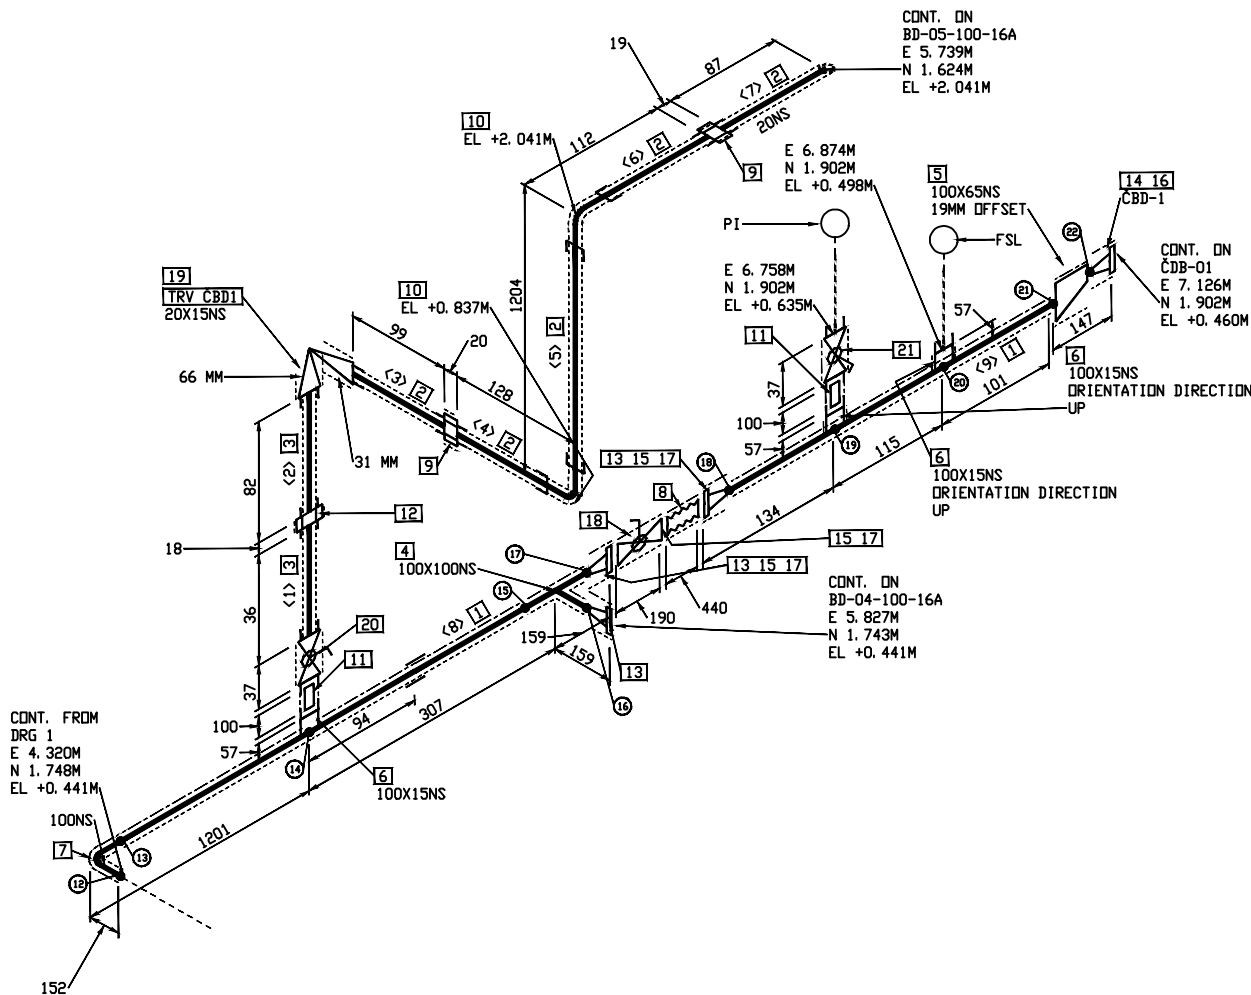 CONT. ON
BD-05-100-16A
E 5.739M
N 1.624M
EL +2.041M
19
87
<7> 2
20NS
10
EL +2.041M
112
<6> 2
9
E 6.874M
N 1.902M
EL +0.498M
5
100X65NS
19MM OFFSET
14 16
ČBD-1
PI
FSL
22
CONT. ON
ČDB-01
E 7.126M
N 1.902M
EL +0.460M
19
TRV CBD1
20X15NS
10
EL +0.837M
1204
E 6.758M
N 1.902M
EL +0.635M
21
57
147
99
20
<5> 2
11
21
6
100X15NS
ORIENTATION DIRECTION
UP
66 MM
<3> 2
128
37
<9> 1
20
101
<4> 2
100
57
19
115
31 MM
9
6
100X15NS
ORIENTATION DIRECTION
UP
82
<2> 3
13 15 17
18
8
134
12
18
18
4
100X100NS
17
15 17
13 15 17
36
<1> 3
15
190
440
CONT. ON
BD-04-100-16A
E 5.827M
N 1.743M
EL +0.441M
20
<8> 1
159
159
11
13
37
16
100
94
307
57
CONT. FROM
DRG 1
E 4.320M
N 1.748M
EL +0.441M
14
6
100X15NS
100NS
1201
7
13
12
152